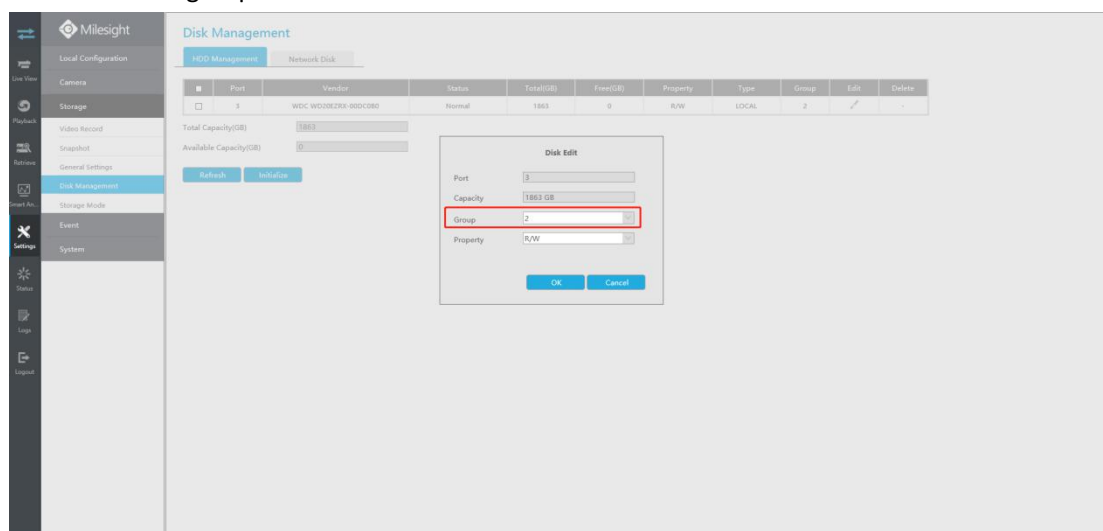 Milesight
Disk Management
Local Configuration
HDD Management
Network Disk
Live View
Camera
Port Vendor Status Total(GB) Free(GB) Property Type Group Edit Delete
Storage
3 WDC WD20EZRX-00DC0B0 Normal 1863 0 R/W LOCAL 2 -
Playback
Video Record
Total Capacity(GB) 1863
Snapshot
Available Capacity(GB) 0
Disk Edit
Retrieve
General Settings
Refresh Initialize
Port 3
Disk Management
Smart An...
Capacity 1863 GB
Storage Mode
Group 2
Event
Property R/W
Settings
System
OK Cancel
Status
Logs
Logout